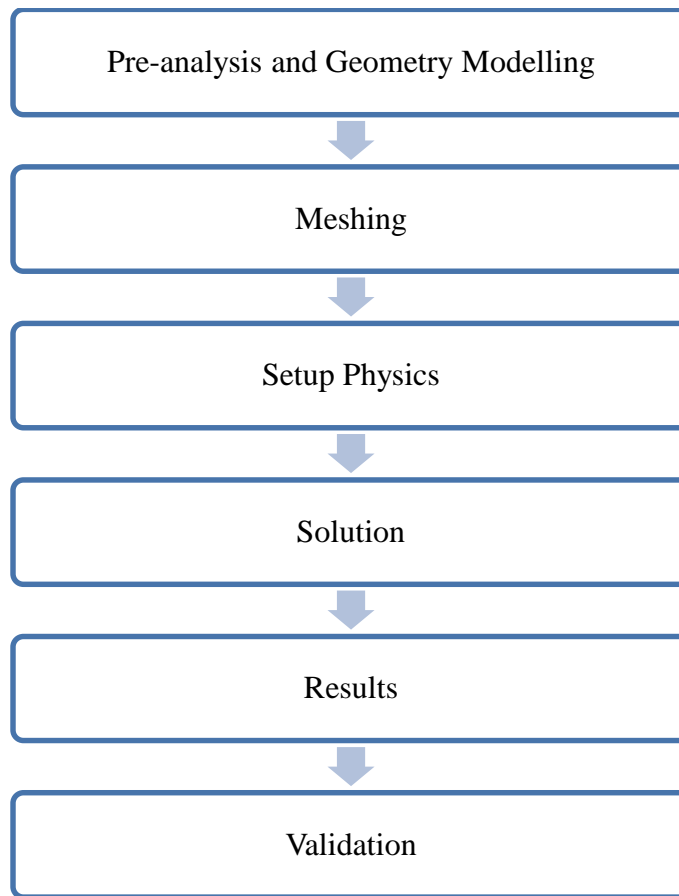 Pre-analysis and Geometry Modelling
Meshing
Setup Physics
Solution
Results
Validation